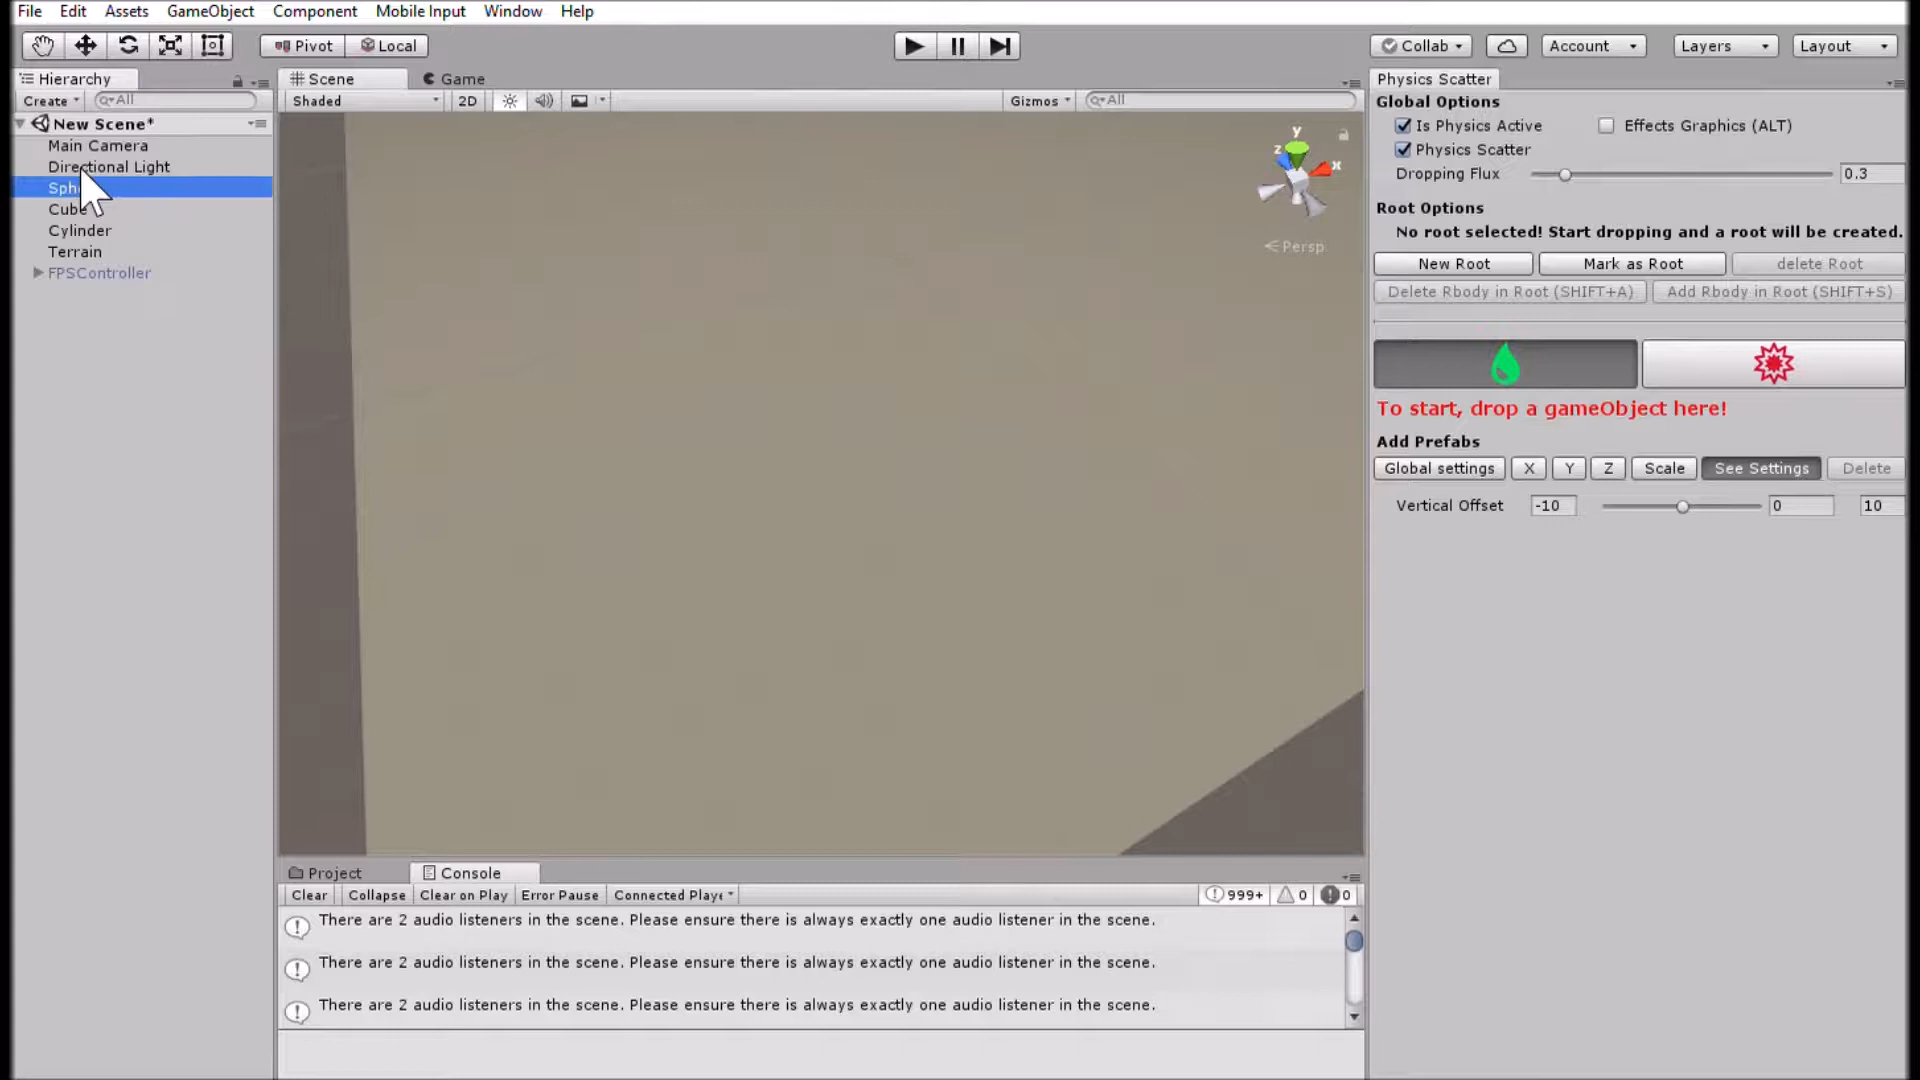 File Edit Assets GameObject Component Mobile Input Window Help
Pivot Local Collab Account Layers Layout
Hierarchy
Create All
New Scene*
Main Camera
Directional Light
Cube
Cylinder
Terrain
FPSController
Scene Game
Shaded 2D Gizmos All
y
z x
Persp
Project Console
Clear Collapse Clear on Play Error Pause 999+ 0 0
There are 2 audio listeners in the scene. Please ensure there is always exactly one audio listener in the scene.
There are 2 audio listeners in the scene. Please ensure there is always exactly one audio listener in the scene.
There are 2 audio listeners in the scene. Please ensure there is always exactly one audio listener in the scene.
Physics Scatter
Global Options
Is Physics Active Effects Graphics (ALT)
Physics Scatter
Dropping Flux 0.3
Root Options
No root selected! Start dropping and a root will be created.
New Root Mark as Root delete Root
Delete Rbody in Root (SHIFT+A) Add Rbody in Root (SHIFT+S)
To start, drop a gameObject here!
Add Prefabs
Global settings X Y Z Scale See Settings Delete
Vertical Offset -10 0 10